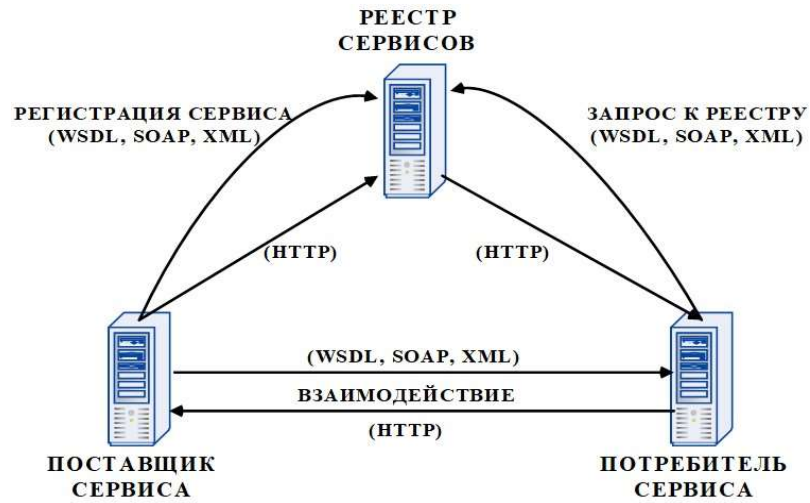 РЕЕСТР
СЕРВИСОВ
РЕГИСТРАЦИЯ СЕРВИСА
(WSDL, SOAP, XML)
ЗАПРОС К РЕЕСТРУ
(WSDL, SOAP, XML)
(HTTP)
(HTTP)
(WSDL, SOAP, XML)
ВЗАИМОДЕЙСТВИЕ
(HTTP)
ПОСТАВЩИК
СЕРВИСА
ПОТРЕБИТЕЛЬ
СЕРВИСА